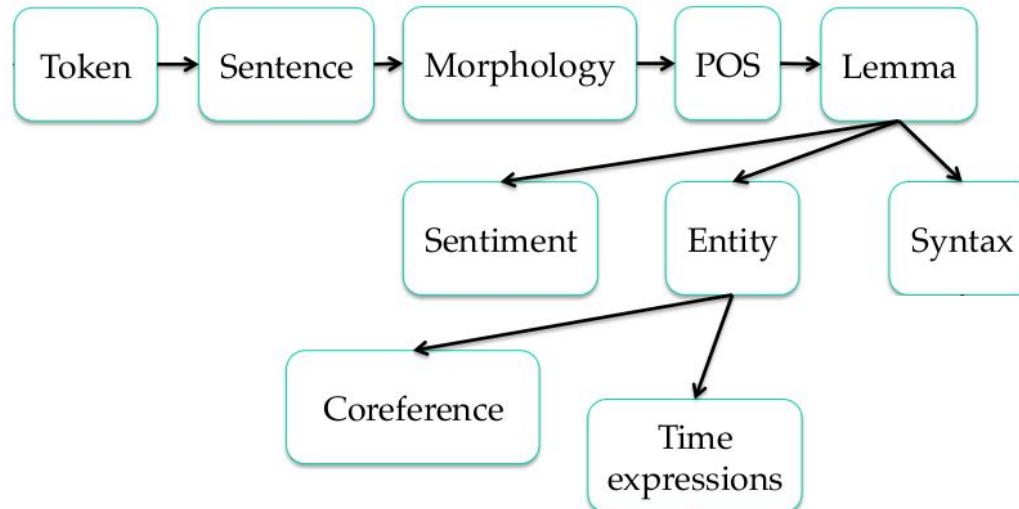 Token
Sentence
Morphology
POS
Lemma
Sentiment
Entity
Syntax
Coreference
Time
expressions